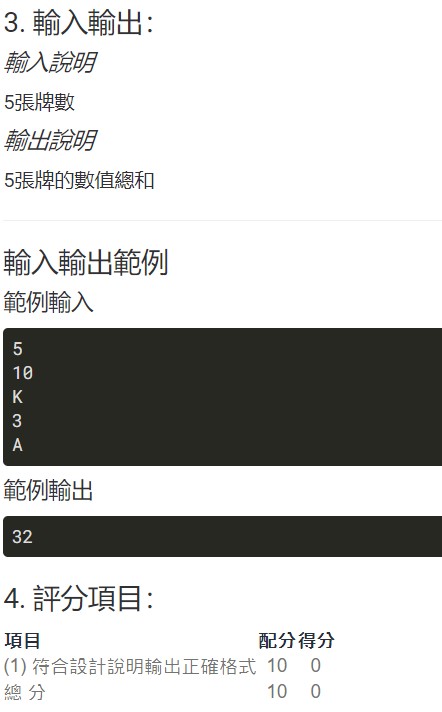 3. 輸入輸出：
輸入說明
5張牌數
輸出說明
5張牌的數值總和
輸入輸出範例
範例輸入
5
10
K
3
A
範例輸出
32
4. 評分項目：
項目 配分 得分
(1) 符合設計說明輸出正確格式 10 0
總 分 10 0